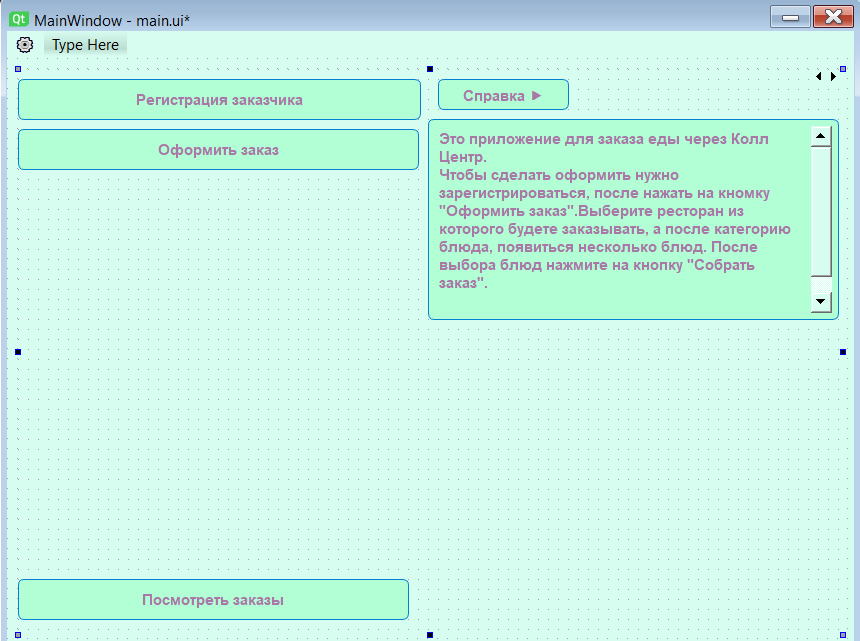 Qt MainWindow - main.ui*
Type Here
Регистрация заказчика
Справка
Оформить заказ
Это приложение для заказа еды через Колл
Центр.
Чтобы сделать оформить нужно
зарегистрироваться, после нажать на кномку
"Оформить заказ".Выберите ресторан из
которого будете заказывать, а после категорию
блюда, появиться несколько блюд. После
выбора блюд нажмите на кнопку "Собрать
заказ".
Посмотреть заказы